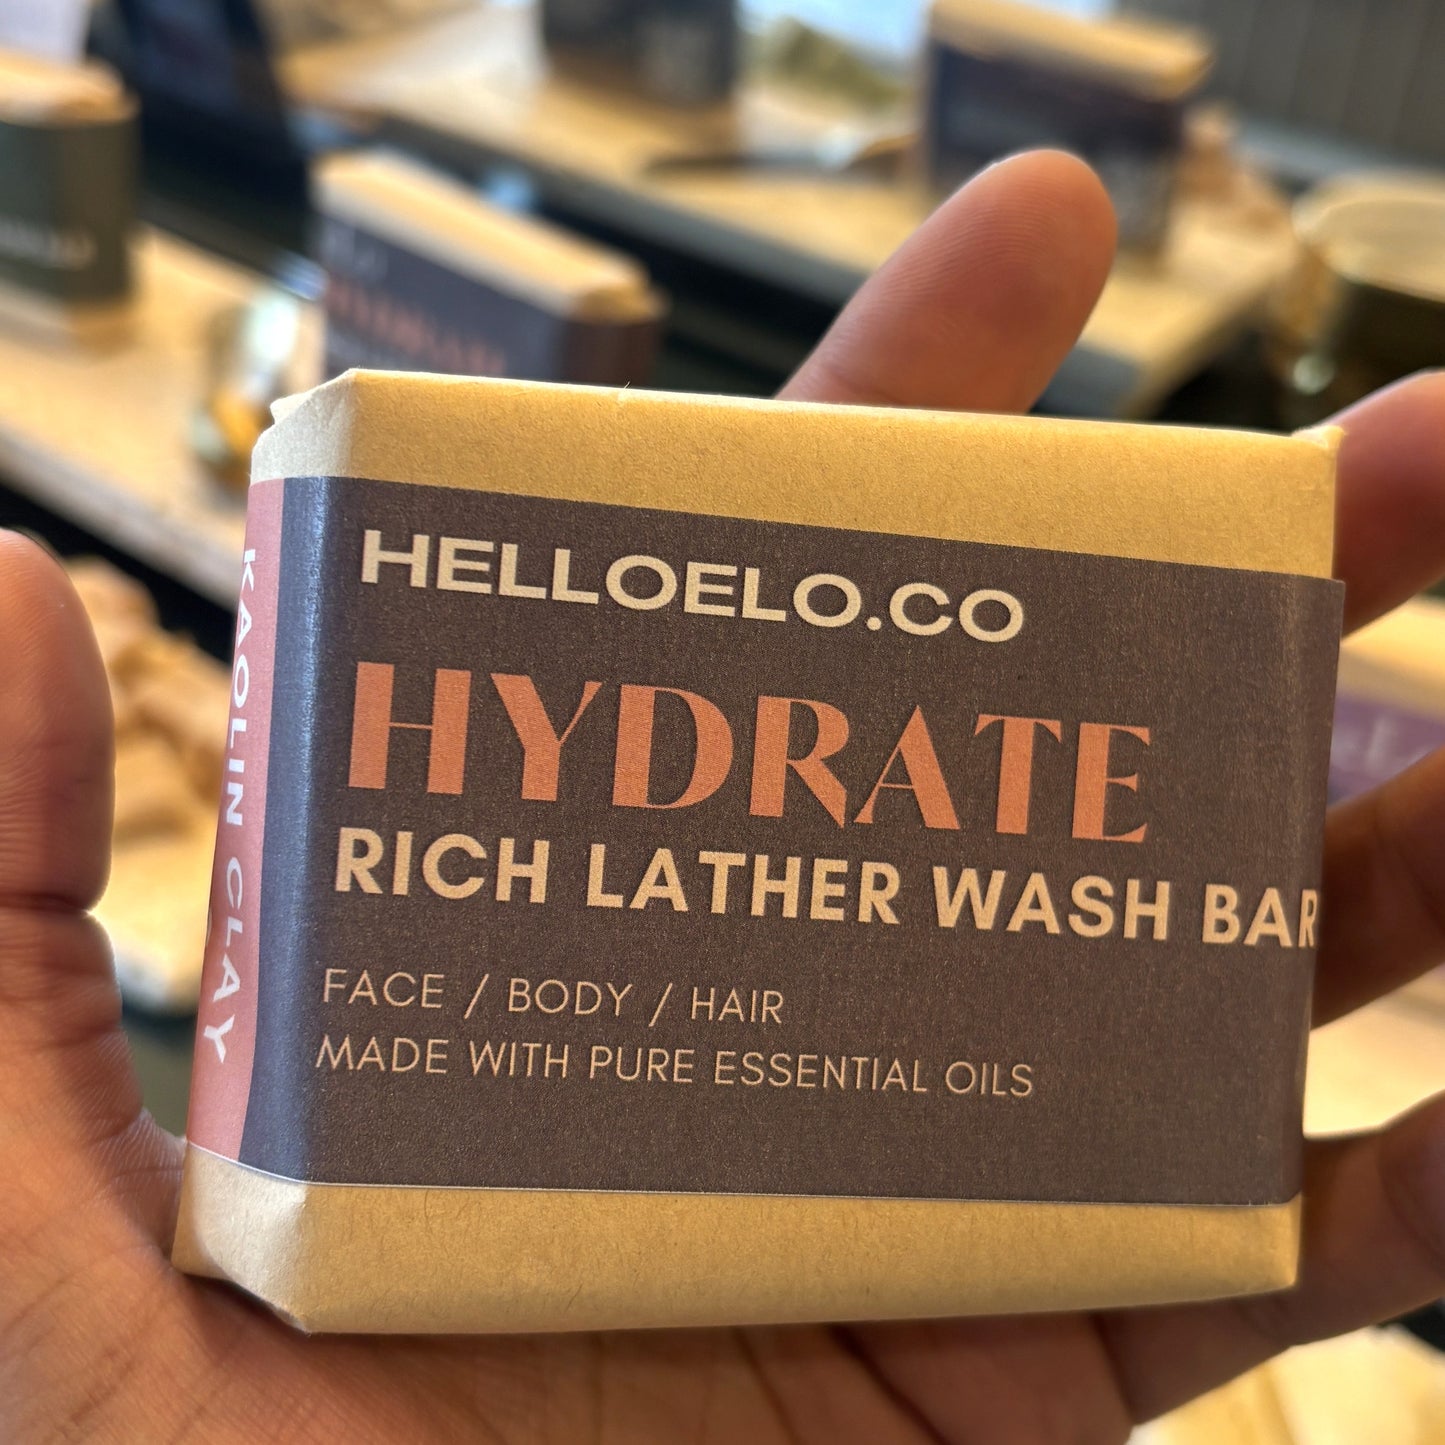 HELLOELO.CO
HYDRATE
RICH LATHER WASH BAR
FACE / BODY / HAIR
MADE WITH PURE ESSENTIAL OILS
KAOLIN CLAY